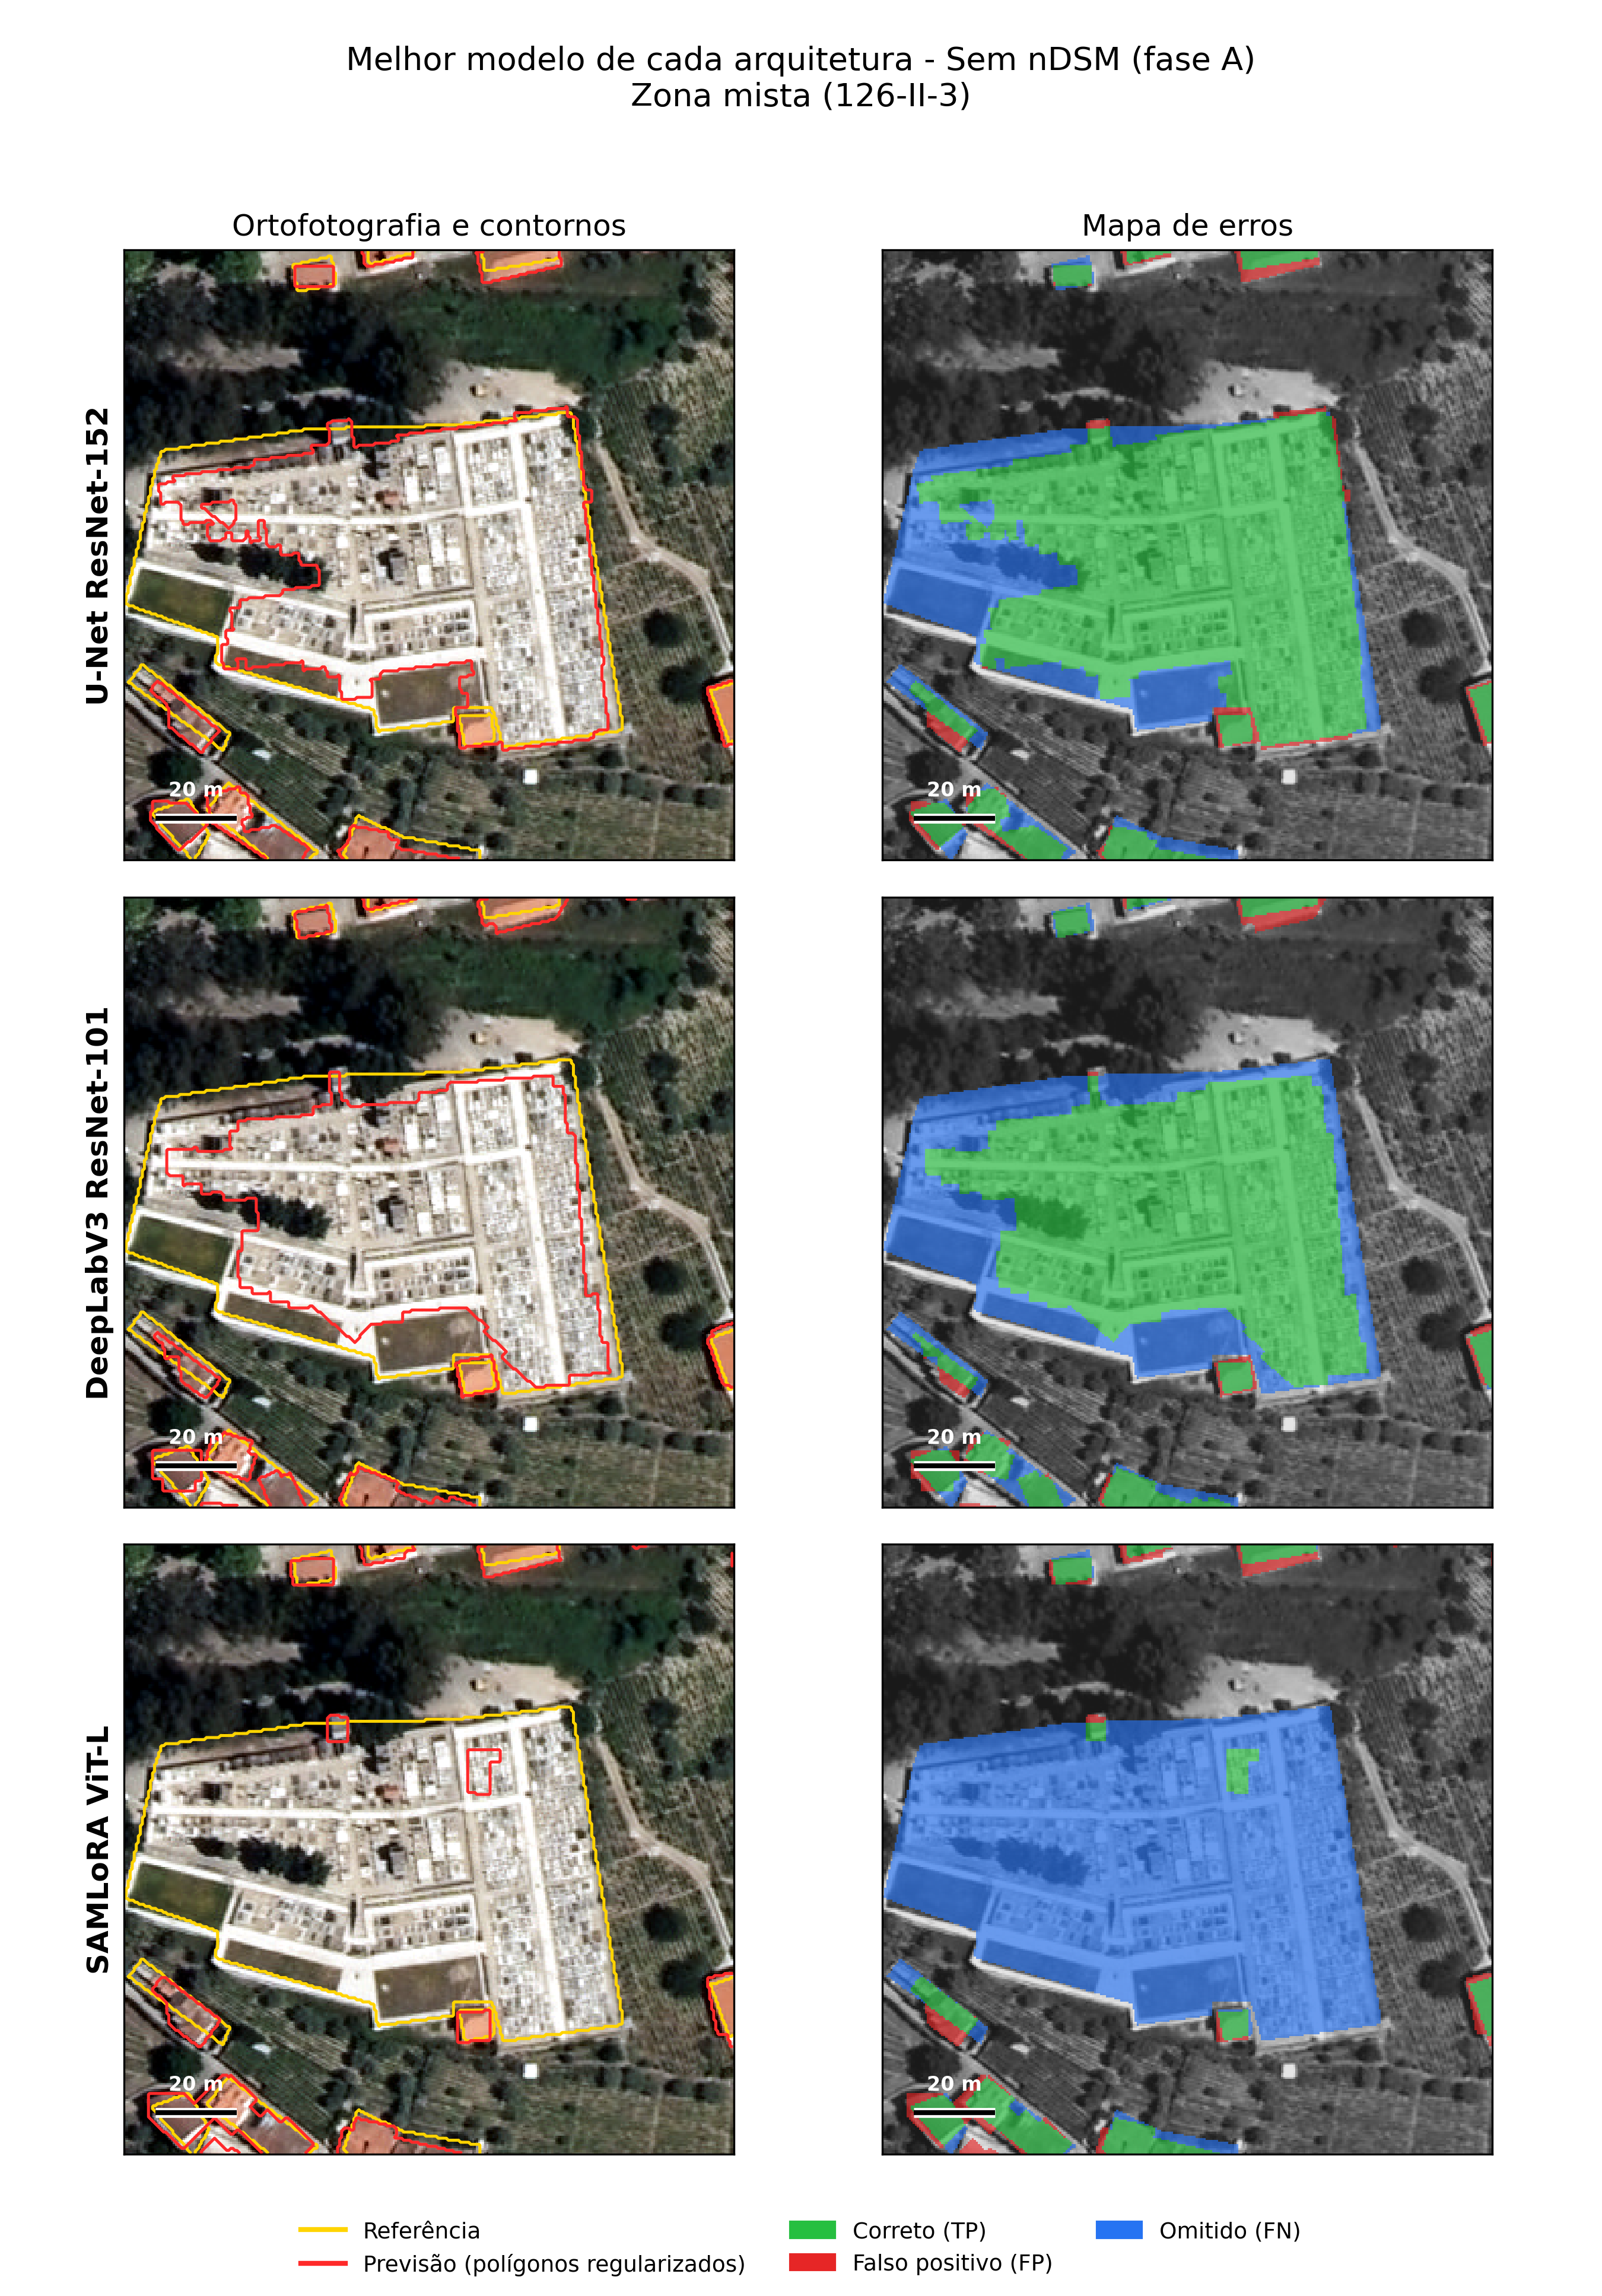 Melhor modelo de cada arquitetura - Sem nDSM (fase A)
Zona mista (126-II-3)
Ortofotografia e contornos
Mapa de erros
U-Net ResNet-152
20 m
20 m
DeepLabV3 ResNet-101
20 m
20 m
SAMLoRA ViT-L
20 m
20 m
Referência
Correto (TP)
Omitido (FN)
Previsão (polígonos regularizados)
Falso positivo (FP)